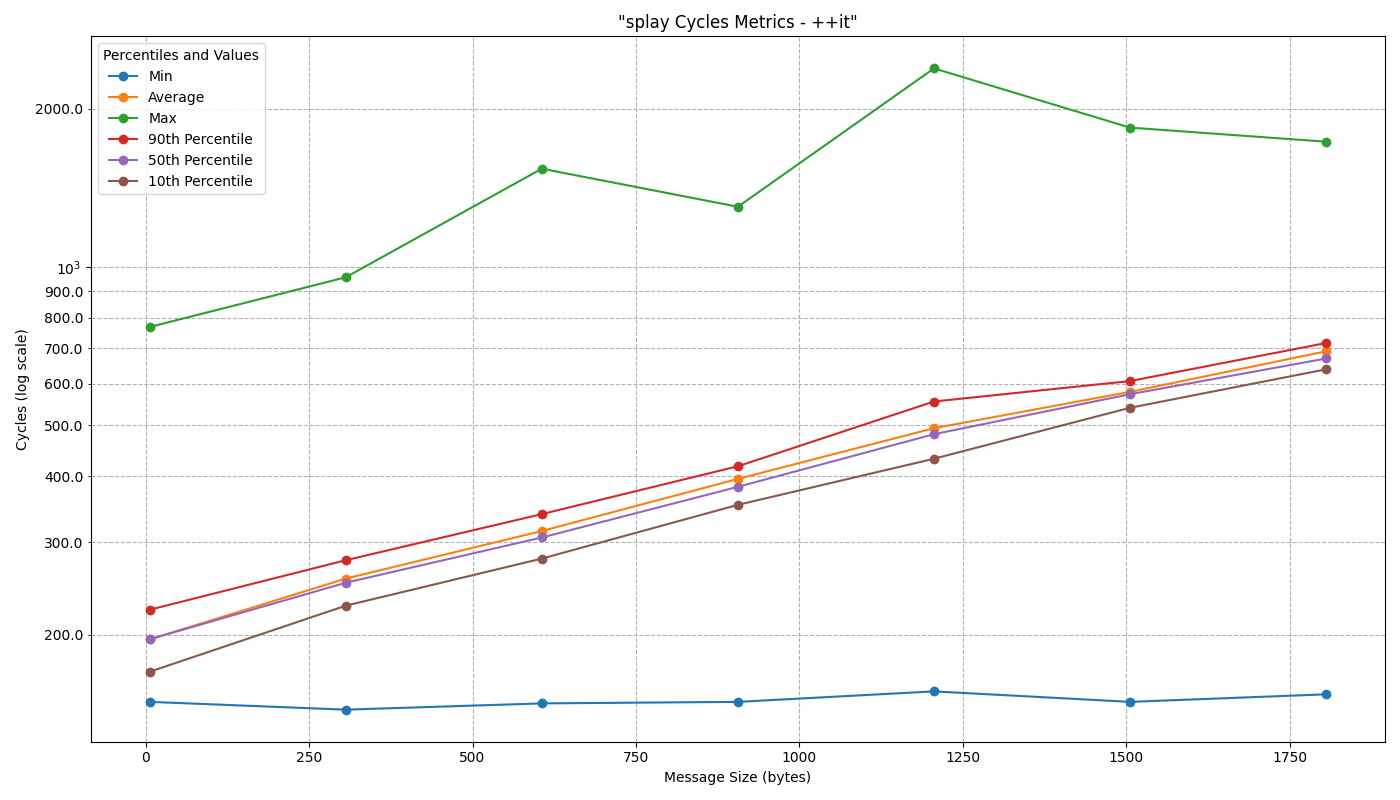 "splay Cycles Metrics - ++it"
Percentiles and Values
Min
Average
Max
90th Percentile
50th Percentile
10th Percentile
Cycles (log scale)
2000.0
10³
900.0
800.0
700.0
600.0
500.0
400.0
300.0
200.0
0 250 500 750 1000 1250 1500 1750
Message Size (bytes)